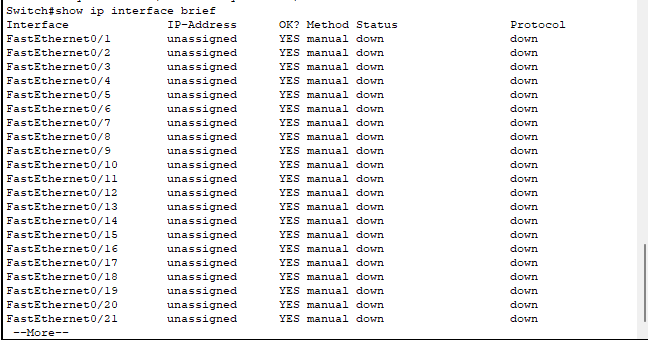 Switch#show ip interface brief
Interface              IP-Address      OK? Method Status                Protocol
FastEthernet0/1        unassigned      YES manual down                  down
FastEthernet0/2        unassigned      YES manual down                  down
FastEthernet0/3        unassigned      YES manual down                  down
FastEthernet0/4        unassigned      YES manual down                  down
FastEthernet0/5        unassigned      YES manual down                  down
FastEthernet0/6        unassigned      YES manual down                  down
FastEthernet0/7        unassigned      YES manual down                  down
FastEthernet0/8        unassigned      YES manual down                  down
FastEthernet0/9        unassigned      YES manual down                  down
FastEthernet0/10       unassigned      YES manual down                  down
FastEthernet0/11       unassigned      YES manual down                  down
FastEthernet0/12       unassigned      YES manual down                  down
FastEthernet0/13       unassigned      YES manual down                  down
FastEthernet0/14       unassigned      YES manual down                  down
FastEthernet0/15       unassigned      YES manual down                  down
FastEthernet0/16       unassigned      YES manual down                  down
FastEthernet0/17       unassigned      YES manual down                  down
FastEthernet0/18       unassigned      YES manual down                  down
FastEthernet0/19       unassigned      YES manual down                  down
FastEthernet0/20       unassigned      YES manual down                  down
FastEthernet0/21       unassigned      YES manual down                  down
 --More--